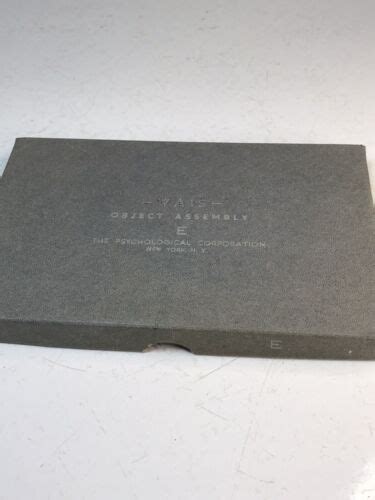 —WAIS—
OBJECT ASSEMBLY
E
THE PSYCHOLOGICAL CORPORATION
NEW YORK, N. Y.
E